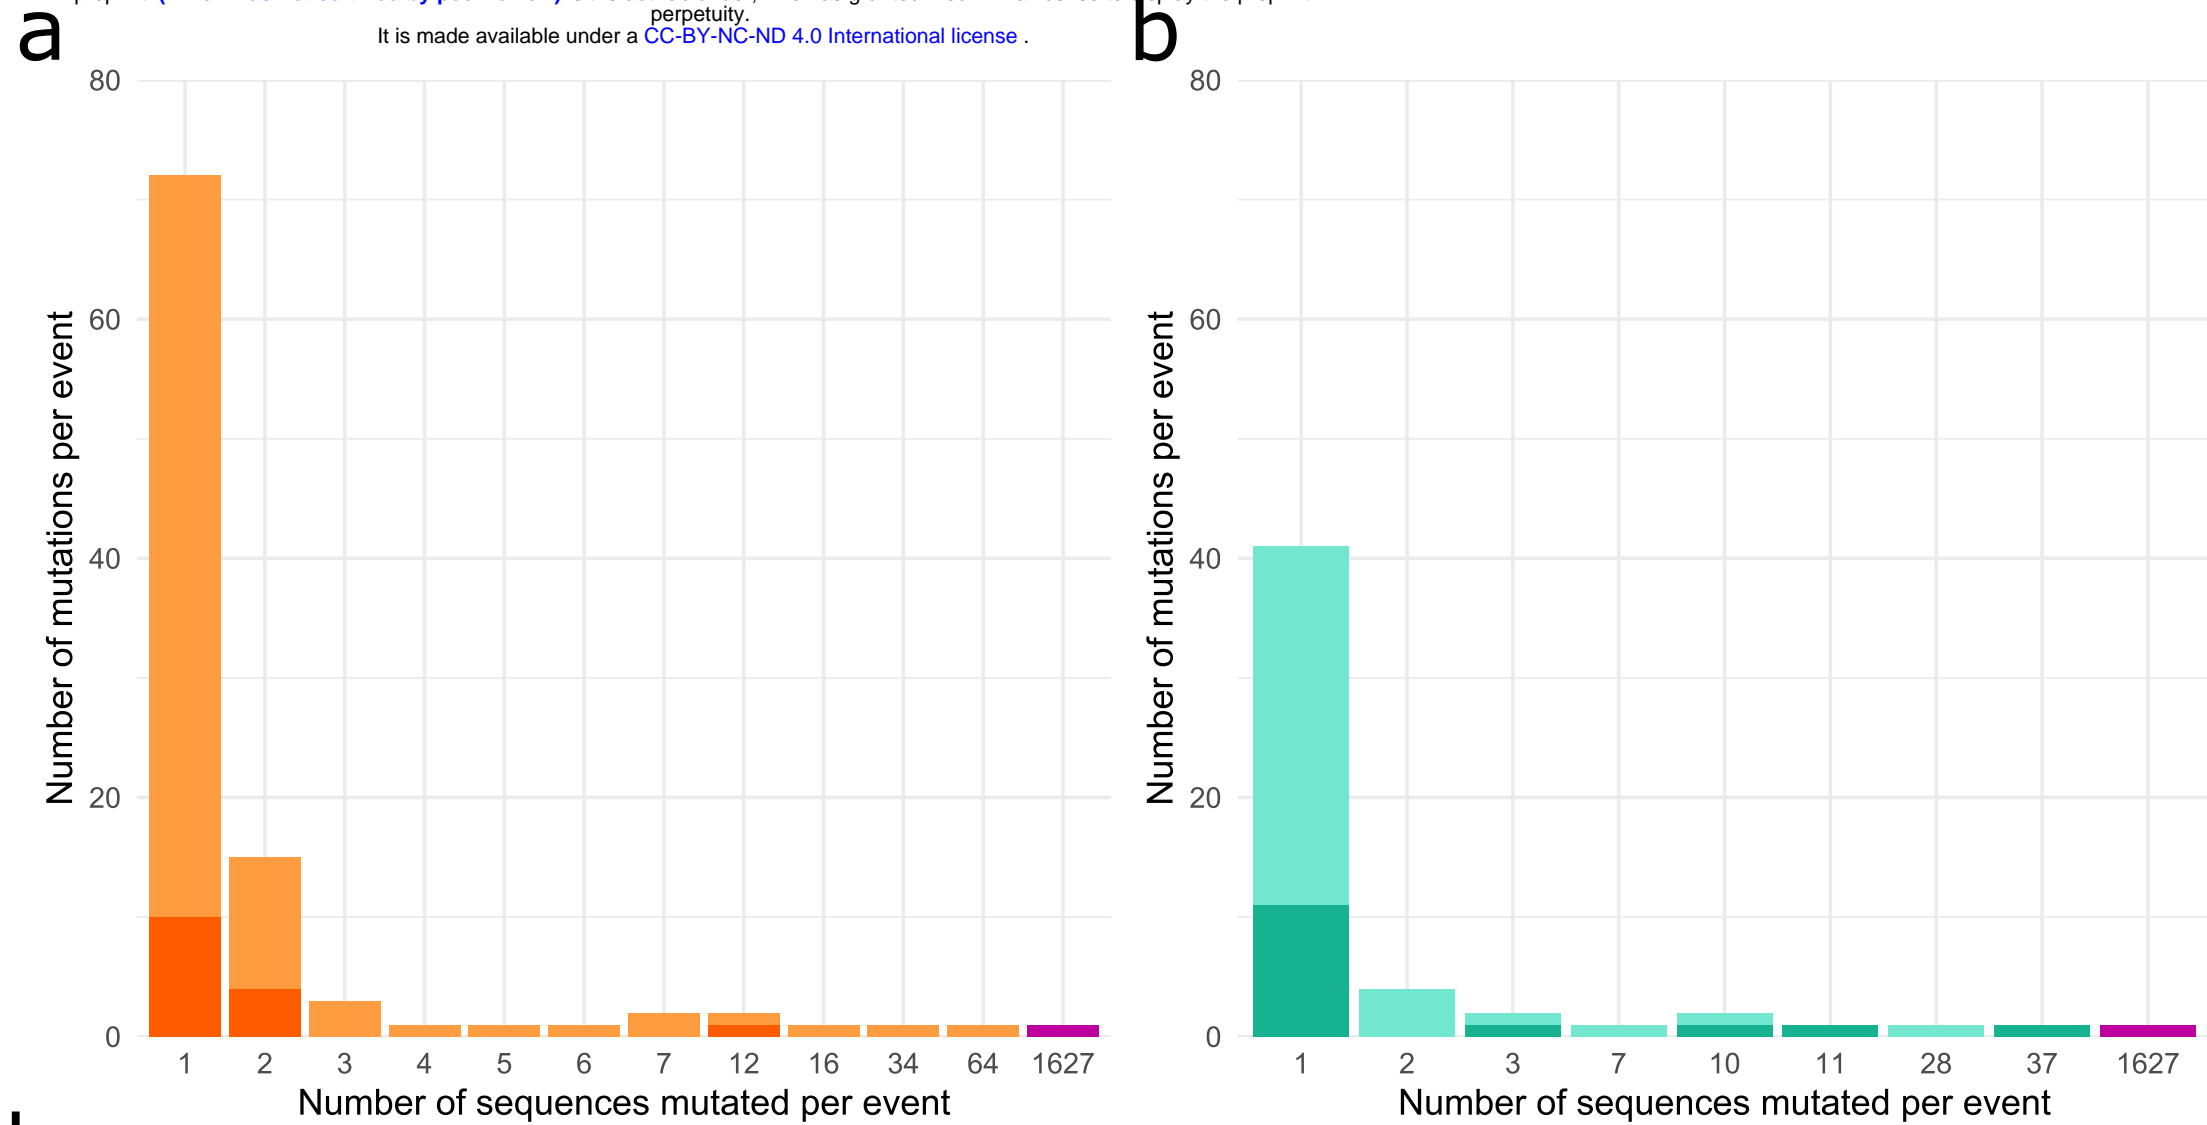 perpetuity.
It is made available under a CC-BY-NC-ND 4.0 International license .
a
b
80
60
40
20
0
Number of mutations per event
1 2 3 4 5 6 7 12 16 34 64 1627
Number of sequences mutated per event
80
60
40
20
0
Number of mutations per event
1 2 3 7 10 11 28 37 1627
Number of sequences mutated per event